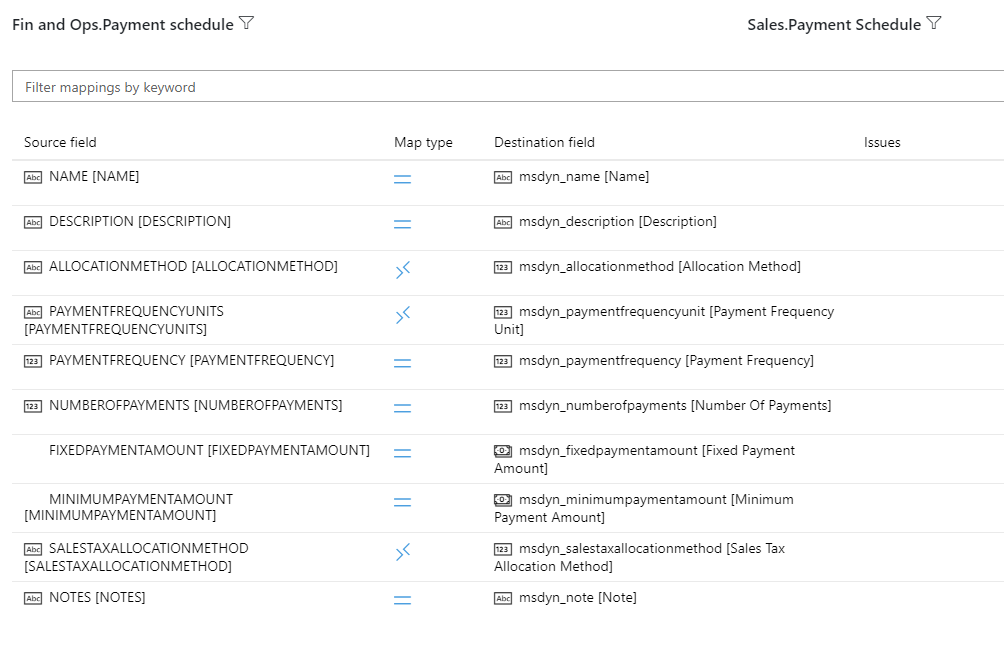 Fin and Ops.Payment schedule
Sales.Payment Schedule
Filter mappings by keyword
Source field
Map type
Destination field
Issues
Abc NAME [NAME]
Abc msdyn_name [Name]
Abc DESCRIPTION [DESCRIPTION]
Abc msdyn_description [Description]
Abc ALLOCATIONMETHOD [ALLOCATIONMETHOD]
123 msdyn_allocationmethod [Allocation Method]
Abc PAYMENTFREQUENCYUNITS
[PAYMENTFREQUENCYUNITS]
123 msdyn_paymentfrequencyunit [Payment Frequency
Unit]
123 PAYMENTFREQUENCY [PAYMENTFREQUENCY]
123 msdyn_paymentfrequency [Payment Frequency]
123 NUMBEROFPAYMENTS [NUMBEROFPAYMENTS]
123 msdyn_numberofpayments [Number Of Payments]
FIXEDPAYMENTAMOUNT [FIXEDPAYMENTAMOUNT]
msdyn_fixedpaymentamount [Fixed Payment
Amount]
MINIMUMPAYMENTAMOUNT
[MINIMUMPAYMENTAMOUNT]
msdyn_minimumpaymentamount [Minimum
Payment Amount]
Abc SALESTAXALLOCATIONMETHOD
[SALESTAXALLOCATIONMETHOD]
123 msdyn_salestaxallocationmethod [Sales Tax
Allocation Method]
Abc NOTES [NOTES]
Abc msdyn_note [Note]